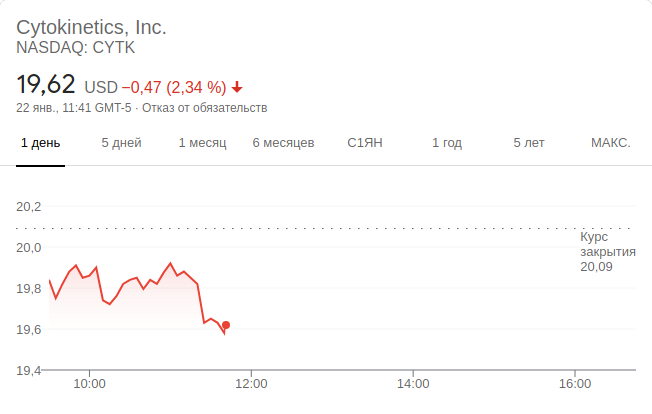 Cytokinetics, Inc.
NASDAQ: CYTK
19,62 USD −0,47 (2,34 %)
22 янв., 11:41 GMT-5 · Отказ от обязательств
1 день 5 дней 1 месяц 6 месяцев С1ЯН 1 год 5 лет МАКС.
20,2
Курс
закрытия
20,09
20,0
19,8
19,6
19,4
10:00 12:00 14:00 16:00